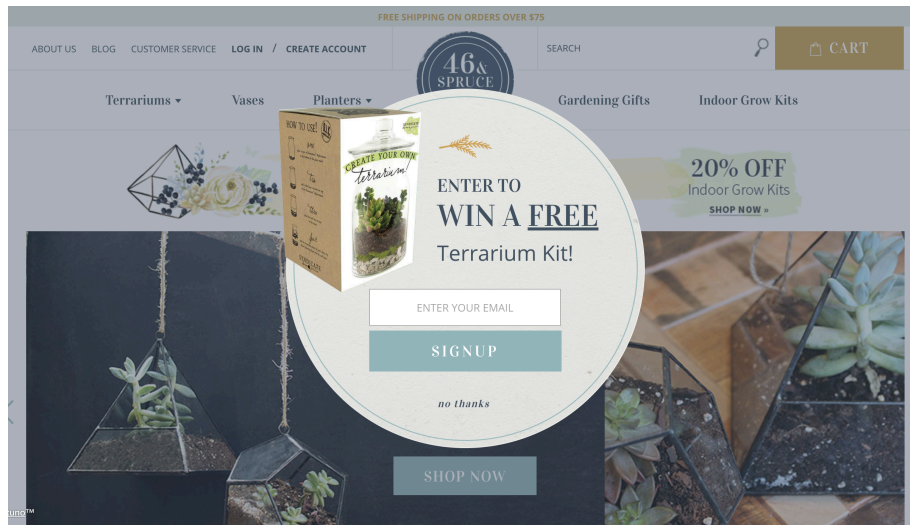 FREE SHIPPING ON ORDERS OVER $75
ABOUT US BLOG CUSTOMER SERVICE LOG IN / CREATE ACCOUNT
SEARCH
CART
46 &
SPRUCE
Terrariums
Vases
Planters
Gardening Gifts
Indoor Grow Kits
20% OFF
Indoor Grow Kits
SHOP NOW »
HOW TO USE!
CREATE YOUR OWN
terrarium!
ENTER TO
WIN A FREE
Terrarium Kit!
ENTER YOUR EMAIL
SIGNUP
no thanks
SHOP NOW